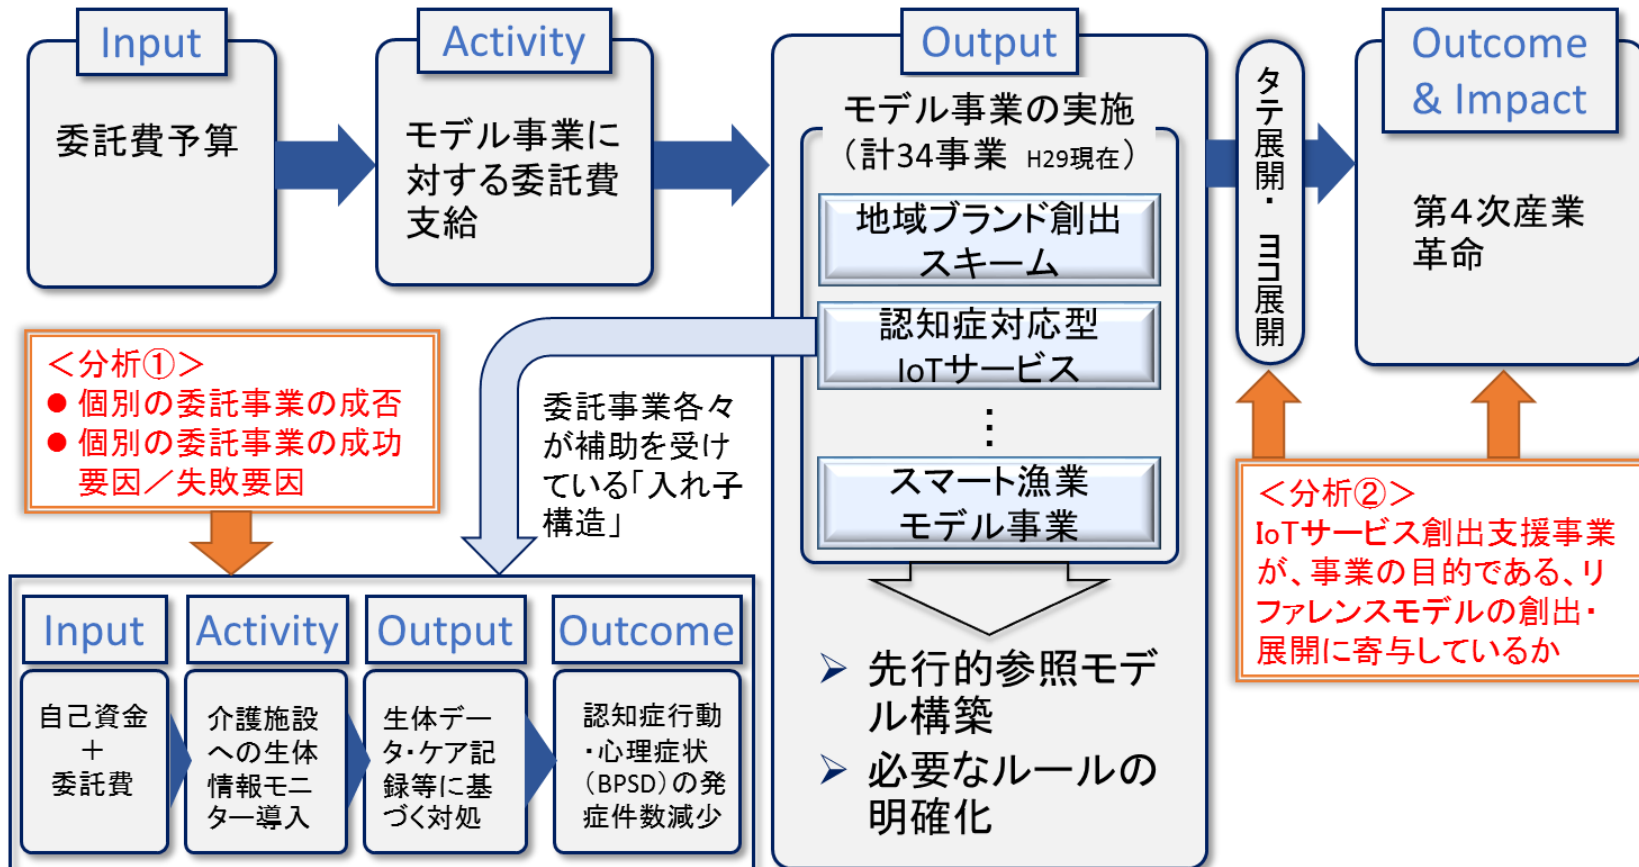 Input
委託費予算
Activity
モデル事業に
対する委託費
支給
Output
モデル事業の実施
（計34事業 H29現在）
地域ブランド創出
スキーム
認知症対応型
IoTサービス
⋮
スマート漁業
モデル事業
➢ 先行的参照モデ
ル構築
➢ 必要なルールの
明確化
タテ展開・ヨコ展開
Outcome
& Impact
第４次産業
革命
＜分析①＞
● 個別の委託事業の成否
● 個別の委託事業の成功
要因／失敗要因
委託事業各々
が補助を受け
ている「入れ子
構造」
＜分析②＞
IoTサービス創出支援事業
が、事業の目的である、リ
ファレンスモデルの創出・
展開に寄与しているか
Input
自己資金
＋
委託費
Activity
介護施設
への生体
情報モニ
ター導入
Output
生体デー
タ・ケア記
録等に基
づく対処
Outcome
認知症行動
・心理症状
（BPSD）の発
症件数減少